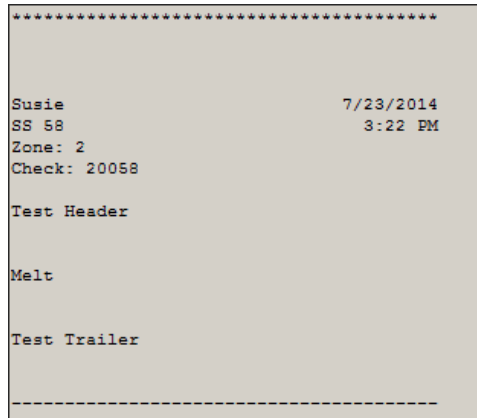 ****************************************
Susie 7/23/2014
SS 58 3:22 PM
Zone: 2
Check: 20058
Test Header
Melt
Test Trailer
----------------------------------------